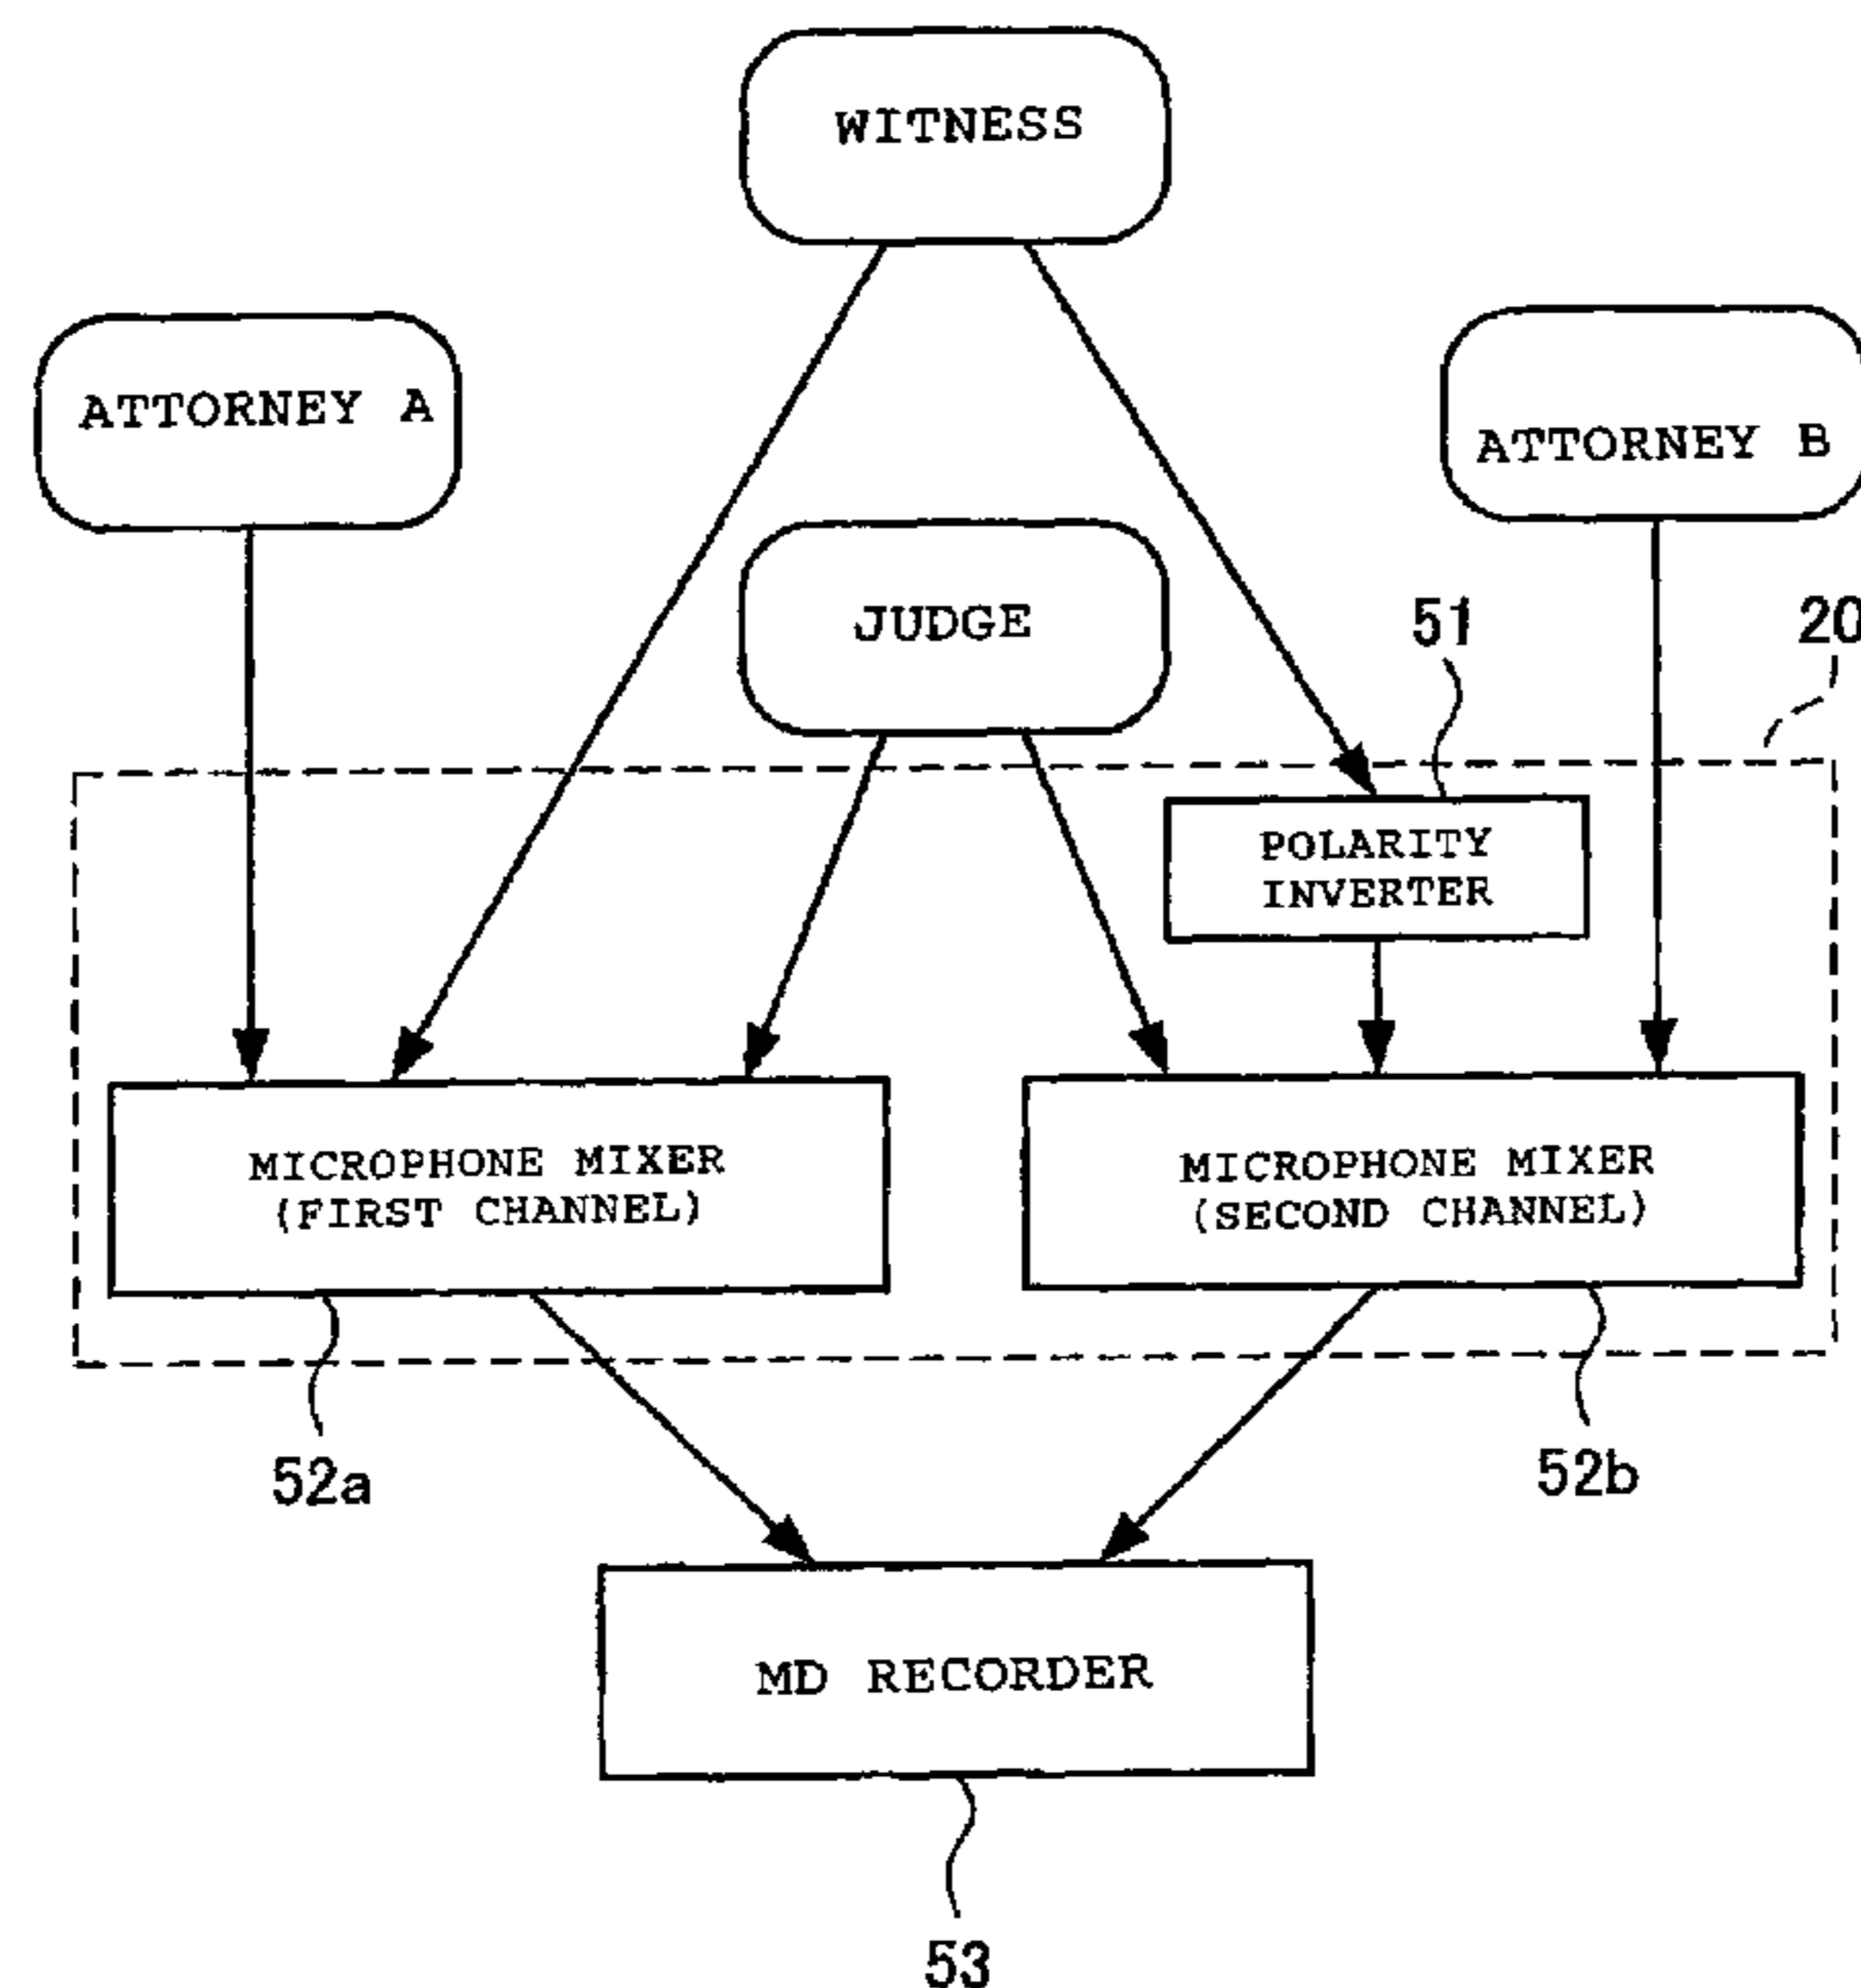 WITNESS
ATTORNEY A
ATTORNEY B
JUDGE
51
20
POLARITY
INVERTER
MICROPHONE MIXER
(FIRST CHANNEL)
MICROPHONE MIXER
(SECOND CHANNEL)
52a
52b
MD RECORDER
53